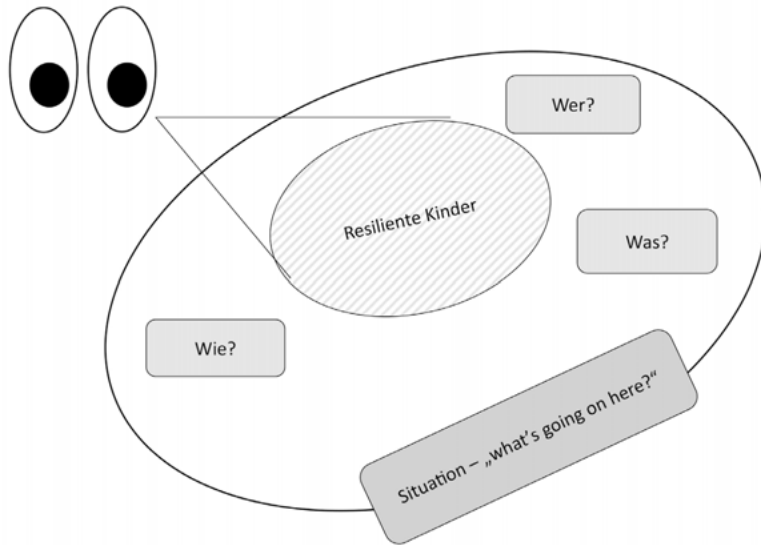 Wer?
Resiliente Kinder
Was?
Wie?
Situation – „what's going on here?“